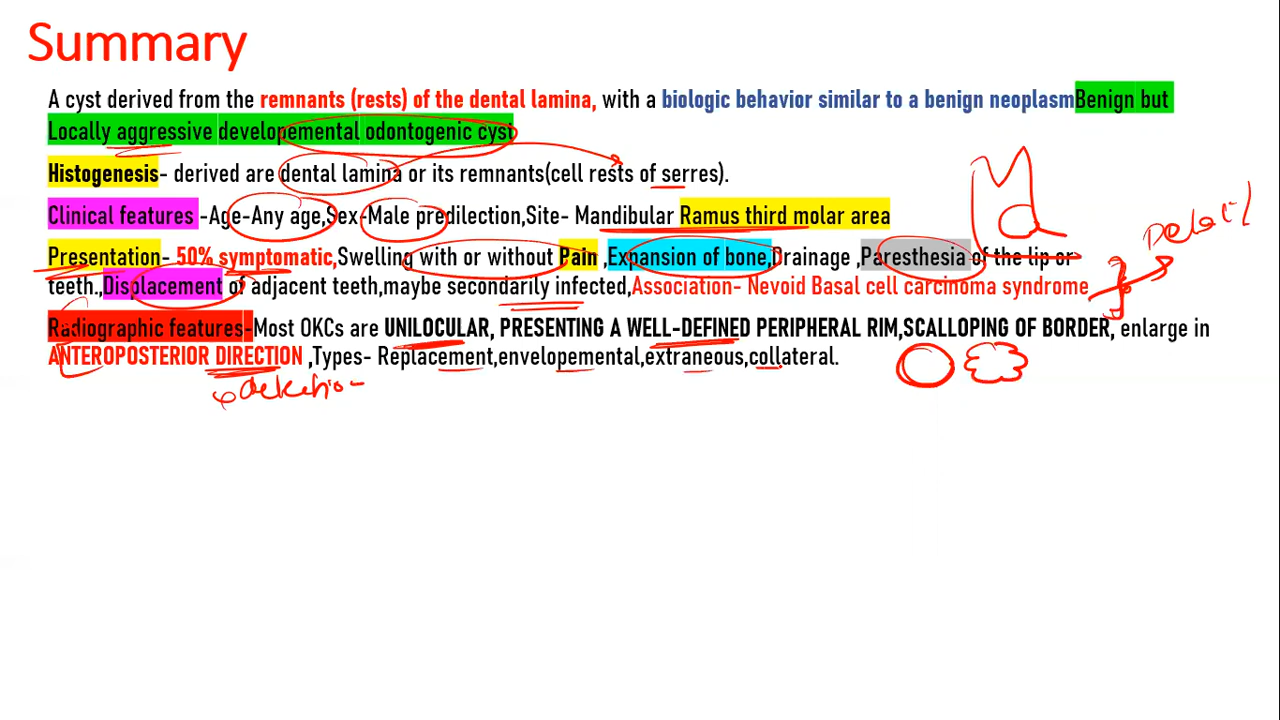 Summary
A cyst derived from the remnants (rests) of the dental lamina, with a biologic behavior similar to a benign neoplasmBenign but
Locally aggressive developemental odontogenic cyst
Histogenesis- derived are dental lamina or its remnants(cell rests of serres).
Clinical features -Age-Any age,Sex-Male predilection,Site- Mandibular Ramus third molar area
Presentation- 50% symptomatic,Swelling with or without Pain ,Expansion of bone,Drainage ,Paresthesia of the lip or
teeth.,Displacement of adjacent teeth,maybe secondarily infected,Association- Nevoid Basal cell carcinoma syndrome
Radiographic features-Most OKCs are UNILOCULAR, PRESENTING A WELL-DEFINED PERIPHERAL RIM,SCALLOPING OF BORDER, enlarge in
ANTEROPOSTERIOR DIRECTION ,Types- Replacement,envelopemental,extraneous,collateral.